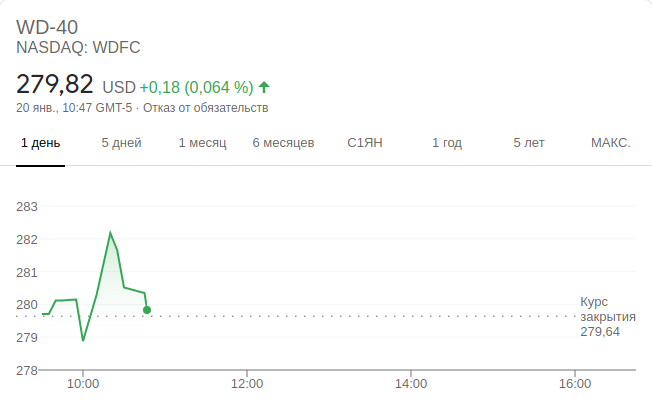 WD-40
NASDAQ: WDFC
279,82 USD +0,18 (0,064 %)
20 янв., 10:47 GMT-5 · Отказ от обязательств
1 день 5 дней 1 месяц 6 месяцев С1ЯН 1 год 5 лет МАКС.
283
282
281
280
279
278
Курс
закрытия
279,64
10:00 12:00 14:00 16:00